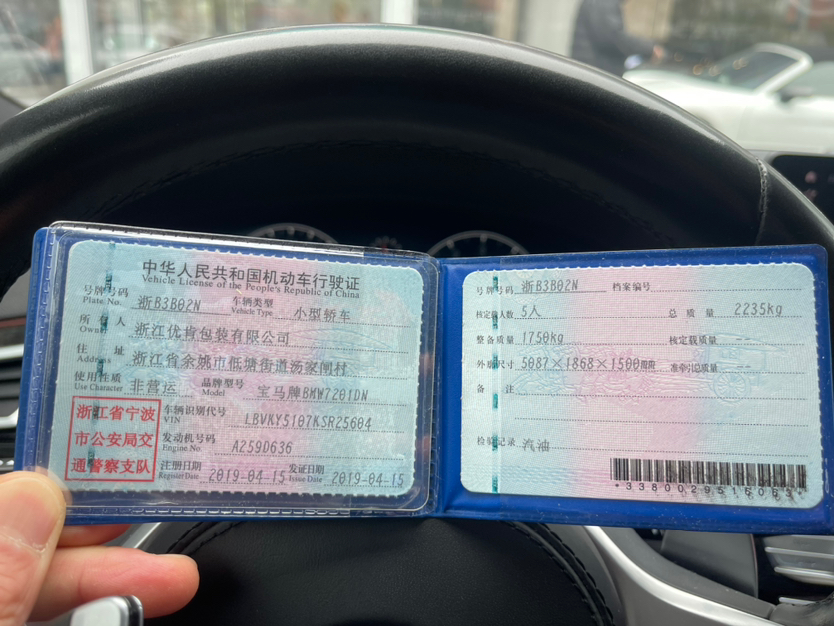 中华人民共和国机动车行驶证
Vehicle License of the People's Republic of China
号牌号码 Plate No. 浙B3B02N 车辆类型 Vehicle Type 小型轿车
所有人 Owner 浙江优肯包装有限公司
住址 Address 浙江省余姚市低塘街道汤家闸村
使用性质 Use Character 非营运 品牌型号 Model 宝马牌BMW7201DN
浙江省宁波市公安局交通警察支队
车辆识别代号 VIN LBVKY5107KSR25604
发动机号码 Engine No. A259D636
注册日期 Register Date 2019-04-15 发证日期 Issue Date 2019-04-15
号牌号码 浙B3B02N 档案编号
核定载人数 5人 总质量 2235kg
整备质量 1750kg 核定载质量 --
外廓尺寸 5087×1868×1500mm 准牵引总质量 --
备注
检验记录 汽油